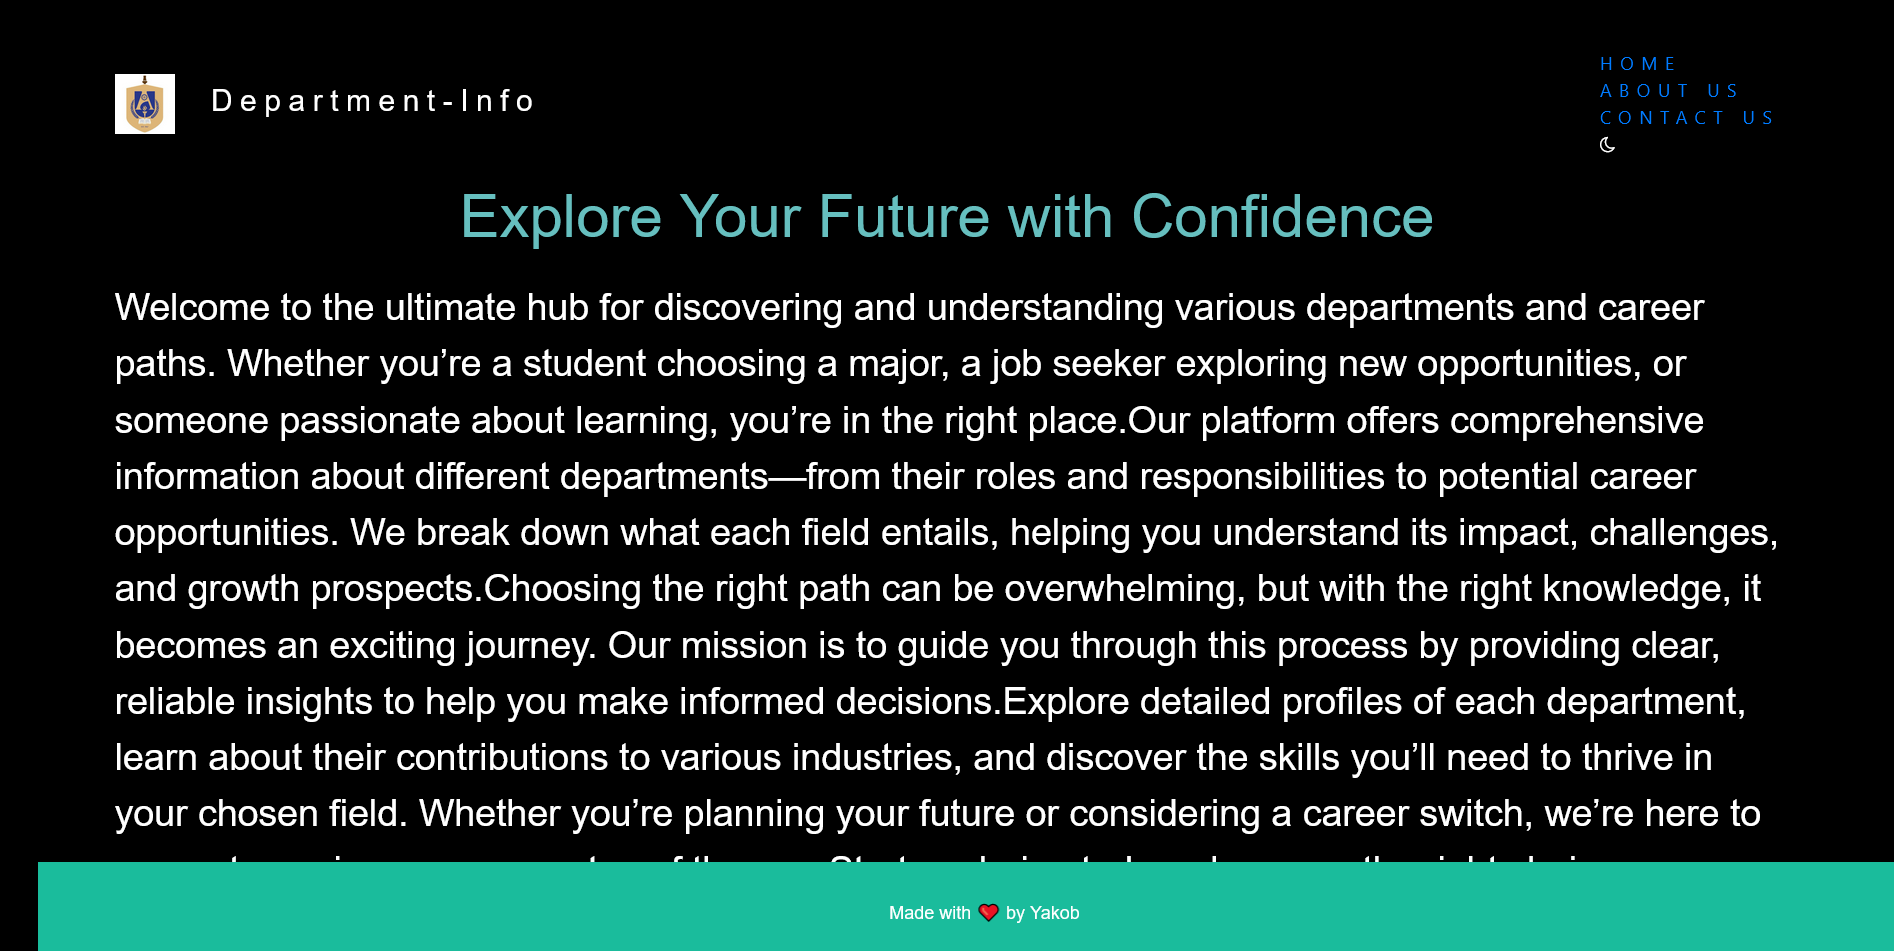 Department-Info
HOME
ABOUT US
CONTACT US
Explore Your Future with Confidence
Welcome to the ultimate hub for discovering and understanding various departments and career
paths. Whether you’re a student choosing a major, a job seeker exploring new opportunities, or
someone passionate about learning, you’re in the right place.Our platform offers comprehensive
information about different departments—from their roles and responsibilities to potential career
opportunities. We break down what each field entails, helping you understand its impact, challenges,
and growth prospects.Choosing the right path can be overwhelming, but with the right knowledge, it
becomes an exciting journey. Our mission is to guide you through this process by providing clear,
reliable insights to help you make informed decisions.Explore detailed profiles of each department,
learn about their contributions to various industries, and discover the skills you’ll need to thrive in
your chosen field. Whether you’re planning your future or considering a career switch, we’re here to
Made with ❤️ by Yakob